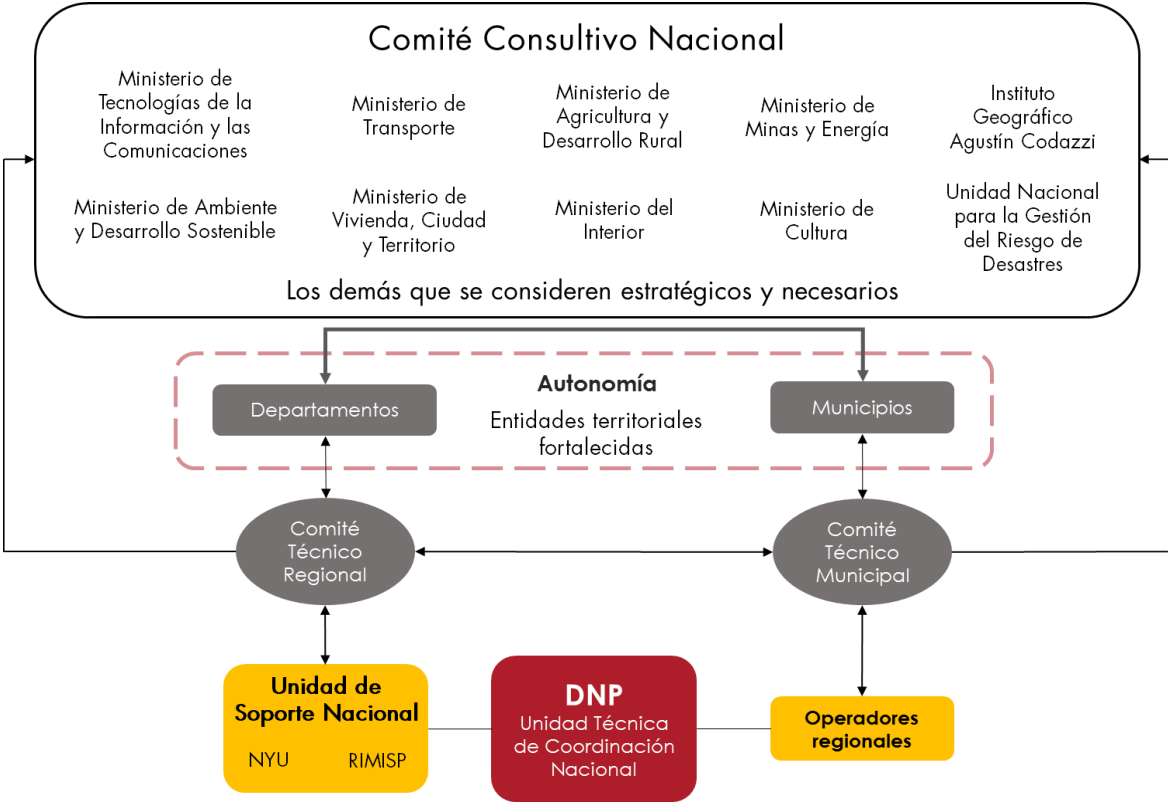 Comité Consultivo Nacional
Ministerio de
Tecnologías de la
Información y las
Comunicaciones
Ministerio de
Transporte
Ministerio de
Agricultura y
Desarrollo Rural
Ministerio de
Minas y Energía
Instituto
Geográfico
Agustín Codazzi
Ministerio de Ambiente
y Desarrollo Sostenible
Ministerio de
Vivienda, Ciudad
y Territorio
Ministerio del
Interior
Ministerio de
Cultura
Unidad Nacional
para la Gestión
del Riesgo de
Desastres
Los demás que se consideren estratégicos y necesarios
Departamentos
Autonomía
Entidades territoriales
fortalecidas
Municipios
Comité
Técnico
Regional
Comité
Técnico
Municipal
Unidad de
Soporte Nacional
NYU RIMISP
DNP
Unidad Técnica
de Coordinación
Nacional
Operadores
regionales